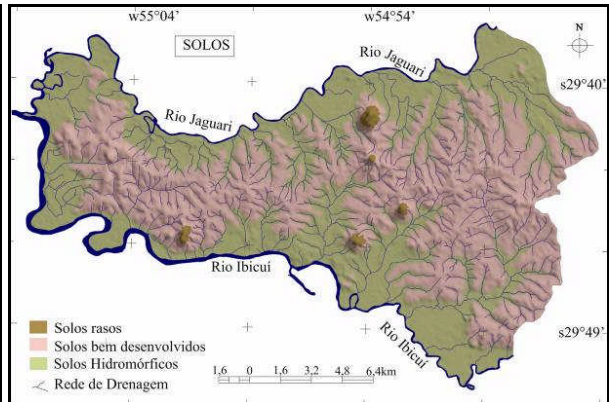 w55°04'
w54°54'
SOLOS
N
Rio Jaguari
s29°40'
Rio Jaguari
Rio Ibicuí
Rio Ibicuí
s29°49'
Solos rasos
Solos bem desenvolvidos
Solos Hidromórficos
Rede de Drenagem
1,6 0 1,6 3,2 4,8 6,4km